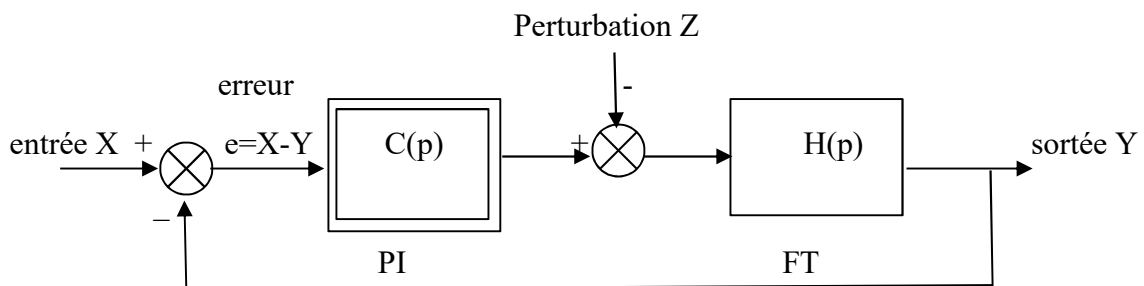 Perturbation Z
erreur
-
entrée X +
e=X-Y
C(p)
+
H(p)
sortée Y
–
PI
FT